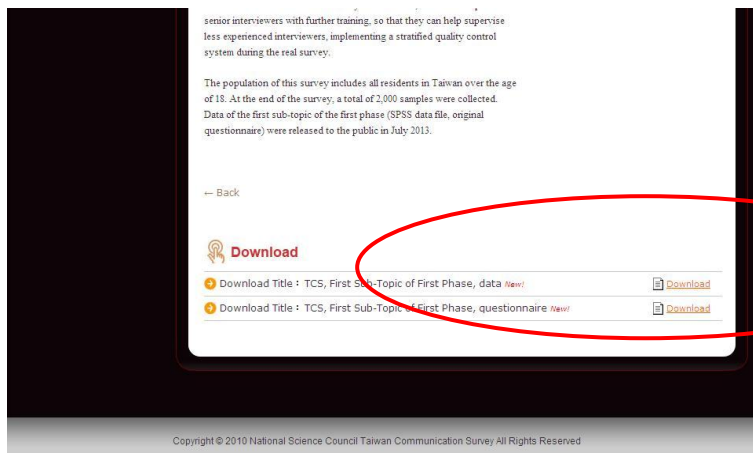 senior interviewers with further training, so that they can help supervise
less experienced interviewers, implementing a stratified quality control
system during the real survey.
The population of this survey includes all residents in Taiwan over the age
of 18. At the end of the survey, a total of 2,000 samples were collected.
Data of the first sub-topic of the first phase (SPSS data file, original
questionnaire) were released to the public in July 2013.
← Back
Download
Download Title： TCS, First Sub-Topic of First Phase, data New! Download
Download Title： TCS, First Sub-Topic of First Phase, questionnaire New! Download
Copyright © 2010 National Science Council Taiwan Communication Survey All Rights Reserved